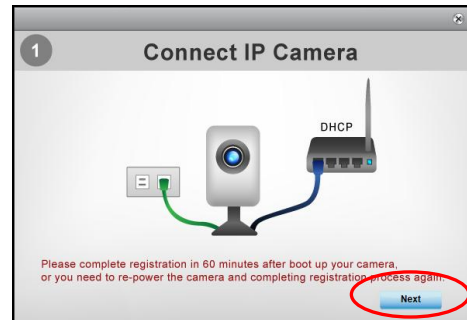 1
Connect IP Camera
DHCP
Please complete registration in 60 minutes after boot up your camera,
or you need to re-power the camera and completing registration process again.
Next